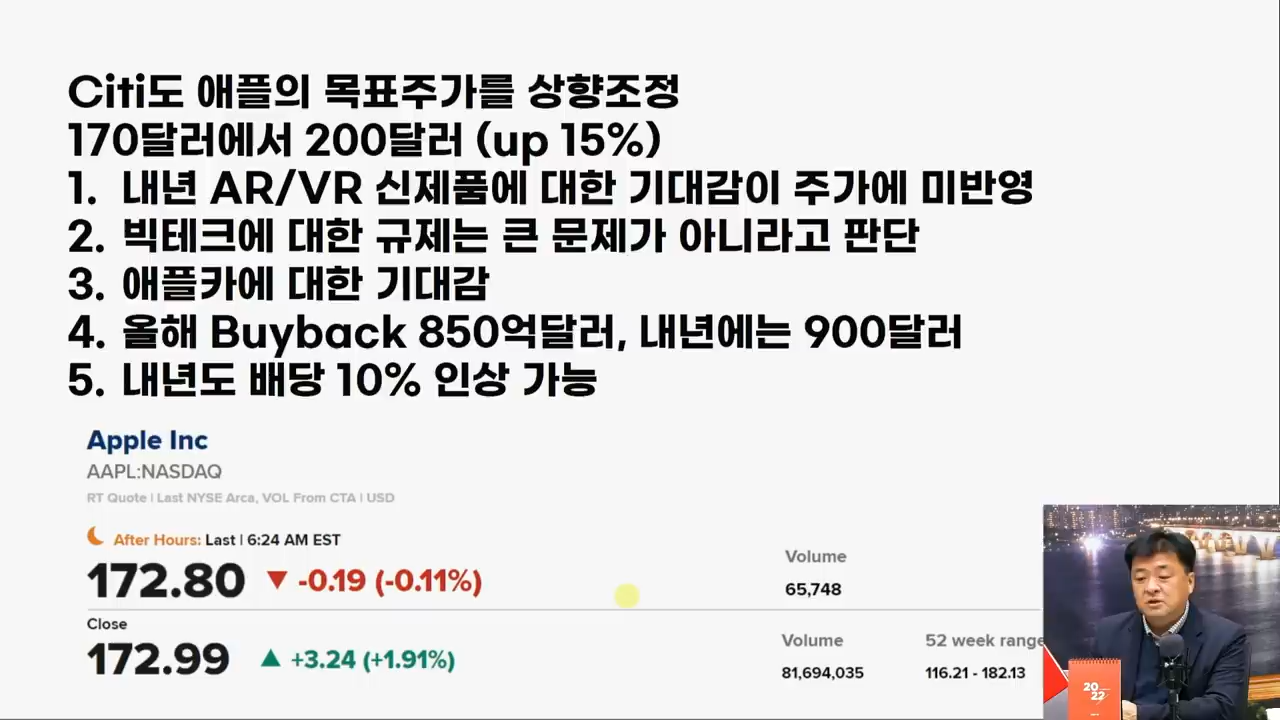 Citi도 애플의 목표주가를 상향조정
170달러에서 200달러 (up 15%)
1. 내년 AR/VR 신제품에 대한 기대감이 주가에 미반영
2. 빅테크에 대한 규제는 큰 문제가 아니라고 판단
3. 애플카에 대한 기대감
4. 올해 Buyback 850억달러, 내년에는 900달러
5. 내년도 배당 10% 인상 가능
Apple Inc
AAPL:NASDAQ
RT Quote | Last NYSE Arca, VOL From CTA | USD
After Hours: Last | 6:24 AM EST
172.80 ▼ -0.19 (-0.11%)
Volume
65,748
Close
172.99 ▲ +3.24 (+1.91%)
Volume
81,694,035
52 week range
116.21 - 182.13
20
22